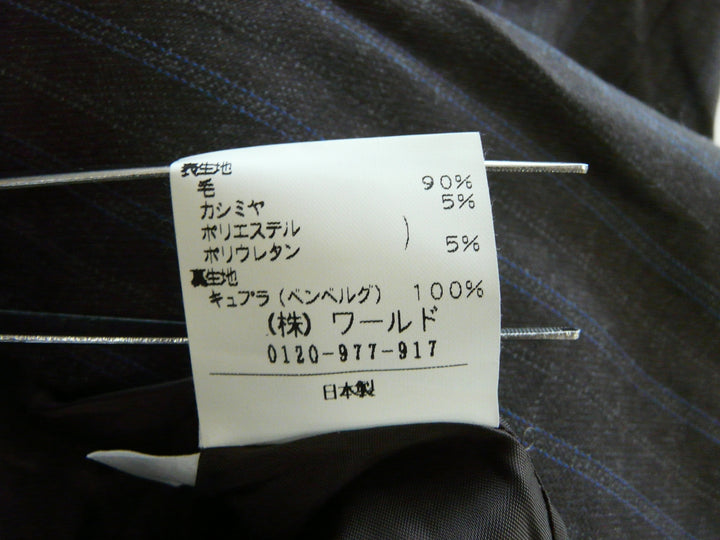 表生地
毛 90%
カシミヤ 5%
ポリエステル
ポリウレタン ) 5%
裏生地
キュプラ(ベンベルグ) 100%
(株) ワールド
0120-977-917
日本製